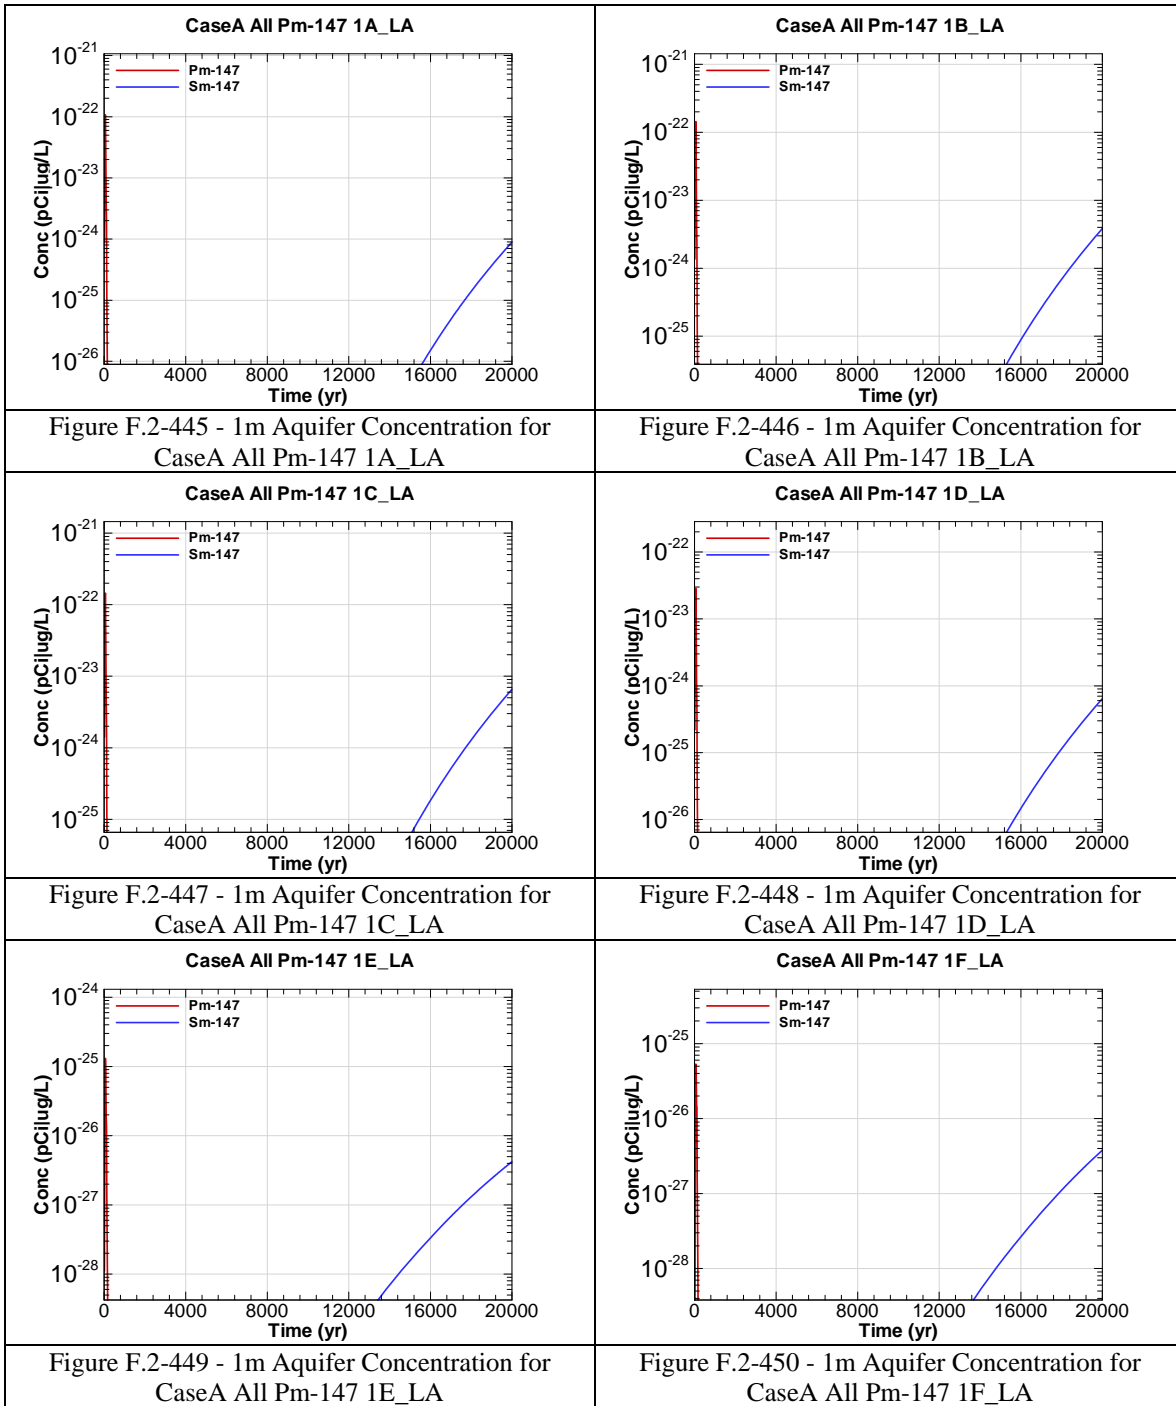 CaseA All Pm-147 1A_LA
Pm-147
Sm-147
Conc (pCi|ug/L)
10^-21
10^-22
10^-23
10^-24
10^-25
10^-26
0 4000 8000 12000 16000 20000
Time (yr)
Figure F.2-445 - 1m Aquifer Concentration for
CaseA All Pm-147 1A_LA
CaseA All Pm-147 1B_LA
Pm-147
Sm-147
Conc (pCi|ug/L)
10^-21
10^-22
10^-23
10^-24
10^-25
0 4000 8000 12000 16000 20000
Time (yr)
Figure F.2-446 - 1m Aquifer Concentration for
CaseA All Pm-147 1B_LA
CaseA All Pm-147 1C_LA
Pm-147
Sm-147
Conc (pCi|ug/L)
10^-21
10^-22
10^-23
10^-24
10^-25
0 4000 8000 12000 16000 20000
Time (yr)
Figure F.2-447 - 1m Aquifer Concentration for
CaseA All Pm-147 1C_LA
CaseA All Pm-147 1D_LA
Pm-147
Sm-147
Conc (pCi|ug/L)
10^-22
10^-23
10^-24
10^-25
10^-26
0 4000 8000 12000 16000 20000
Time (yr)
Figure F.2-448 - 1m Aquifer Concentration for
CaseA All Pm-147 1D_LA
CaseA All Pm-147 1E_LA
Pm-147
Sm-147
Conc (pCi|ug/L)
10^-24
10^-25
10^-26
10^-27
10^-28
0 4000 8000 12000 16000 20000
Time (yr)
Figure F.2-449 - 1m Aquifer Concentration for
CaseA All Pm-147 1E_LA
CaseA All Pm-147 1F_LA
Pm-147
Sm-147
Conc (pCi|ug/L)
10^-25
10^-26
10^-27
10^-28
0 4000 8000 12000 16000 20000
Time (yr)
Figure F.2-450 - 1m Aquifer Concentration for
CaseA All Pm-147 1F_LA